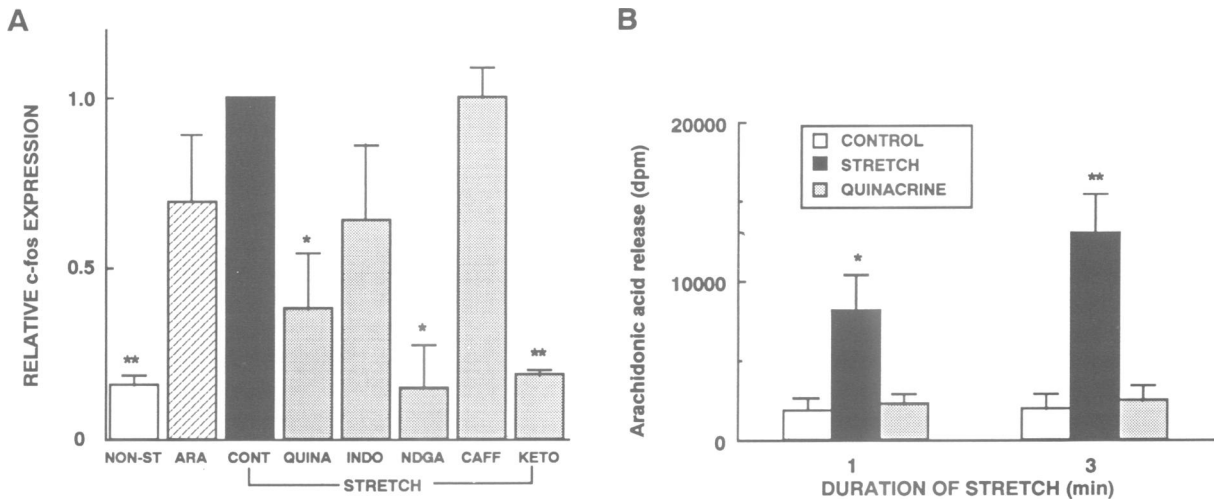 A
RELATIVE c-fos EXPRESSION
1.0
0.5
0
**
*
*
**
NON-ST ARA CONT QUINA INDO NDGA CAFF KETO
STRETCH
B
Arachidonic acid release (dpm)
20000
10000
0
CONTROL
STRETCH
QUINACRINE
*
**
1 3
DURATION OF STRETCH (min)